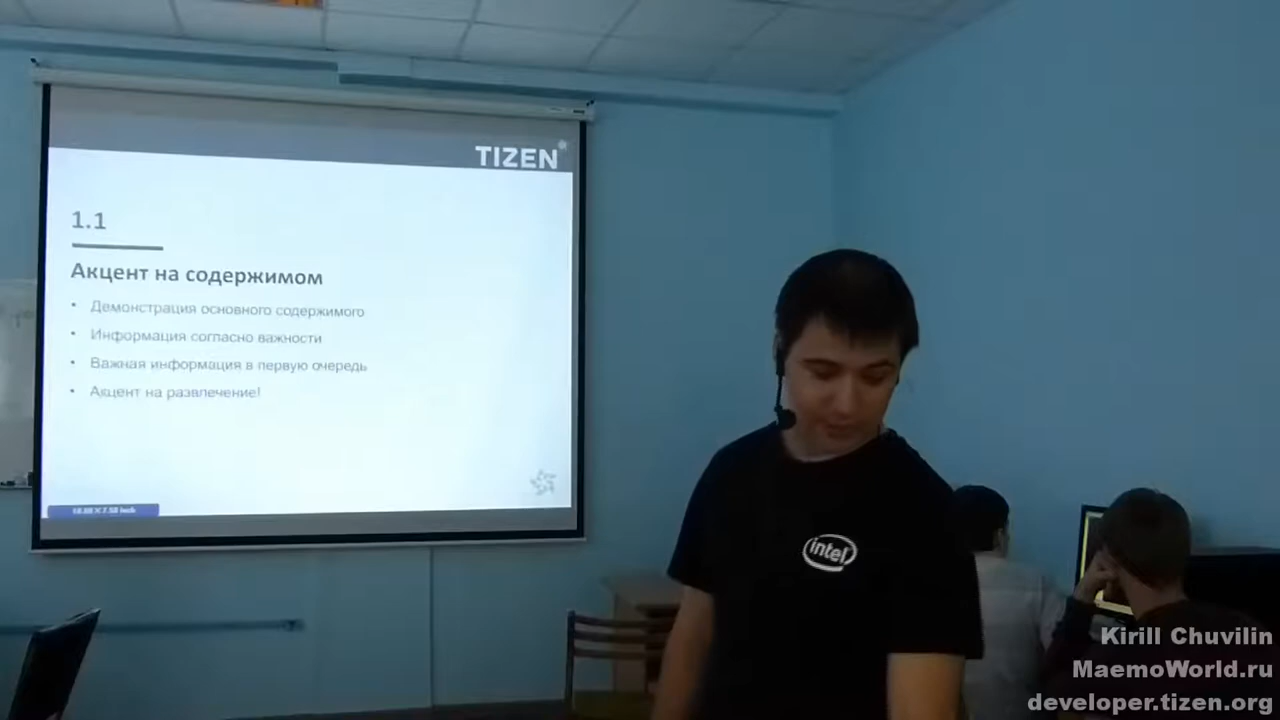 TIZEN
1.1
Акцент на содержимом
• Демонстрация основного содержимого
• Информация согласно важности
• Важная информация в первую очередь
• Акцент на развлечение!
intel
Kirill Chuvilin
MaemoWorld.ru
developer.tizen.org